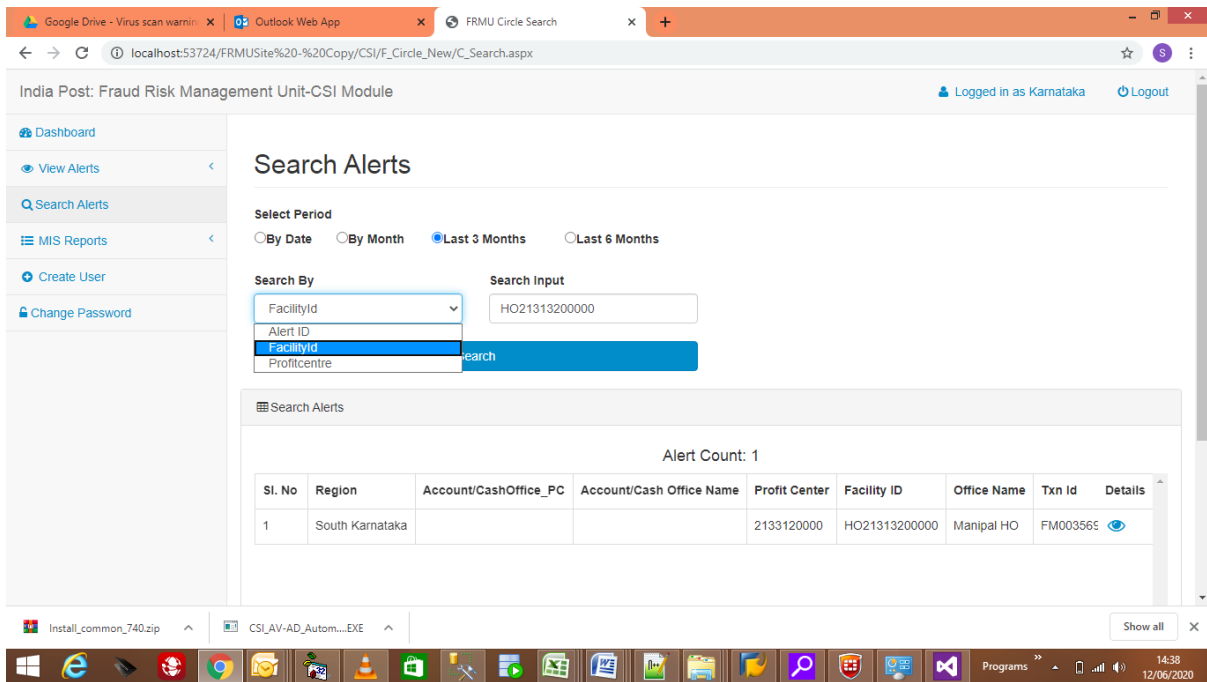 Google Drive - Virus scan warnin
Outlook Web App
FRMU Circle Search
localhost:53724/FRMUSite%20-%20Copy/CSI/F_Circle_New/C_Search.aspx
S
India Post: Fraud Risk Management Unit-CSI Module
Logged in as Karnataka
Logout
Dashboard
View Alerts
Search Alerts
MIS Reports
Create User
Change Password
Search Alerts
Select Period
By Date By Month Last 3 Months Last 6 Months
Search By Search Input
FacilityId HO21313200000
Alert ID
FacilityId
Profitcentre
Search Alerts
Alert Count: 1
Sl. No Region Account/CashOffice_PC Account/Cash Office Name Profit Center Facility ID Office Name Txn Id Details
1 South Karnataka 2133120000 HO21313200000 Manipal HO FM003569
Install_common_740.zip
CSI_AV-AD_Autom....EXE
Show all
Programs
14:38
12/06/2020